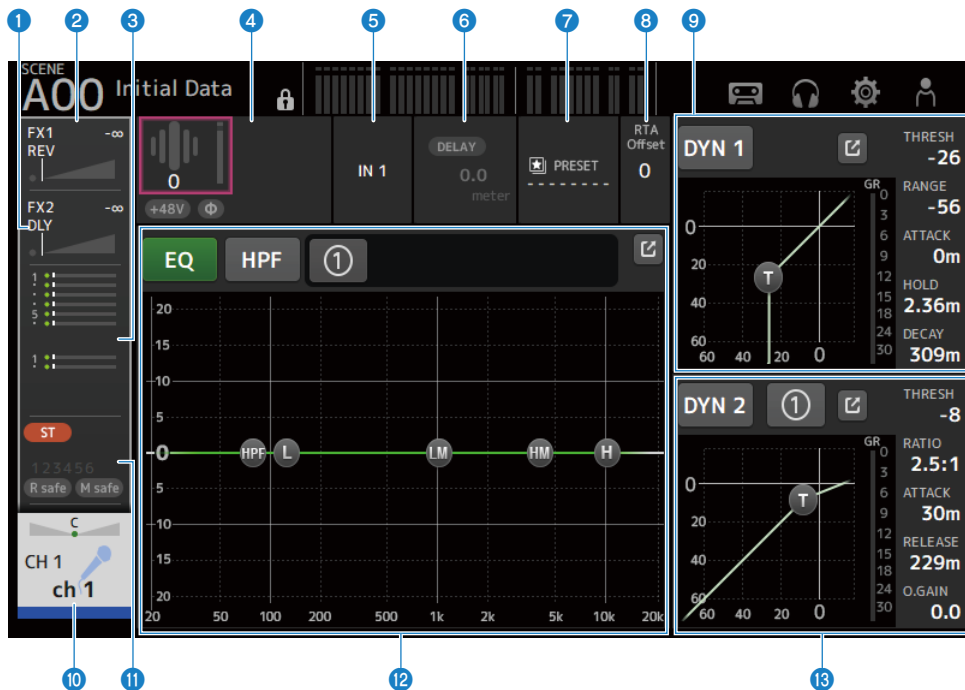 1 2 3 4 5 6 7 8 9
SCENE
A00 Initial Data
FX1 -∞
REV
FX2 -∞
DLY
1
5
1
ST
123456
R safe M safe
C
CH 1
ch 1
0
+48V Φ
IN 1
DELAY
0.0
meter
PRESET
--------
RTA
Offset
0
EQ HPF 1
20
15
10
5
0
5
10
15
20
HPF L LM HM H
20 50 100 200 500 1k 2k 5k 10k 20k
DYN 1
GR
0
20
40
60
60 40 20 0
T
0
3
6
9
12
15
18
24
30
THRESH
-26
RANGE
-56
ATTACK
0m
HOLD
2.36m
DECAY
309m
DYN 2 1
GR
0
20
40
60
60 40 20 0
T
0
3
6
9
12
15
18
24
30
THRESH
-8
RATIO
2.5:1
ATTACK
30m
RELEASE
229m
O.GAIN
0.0
10 11 12 13